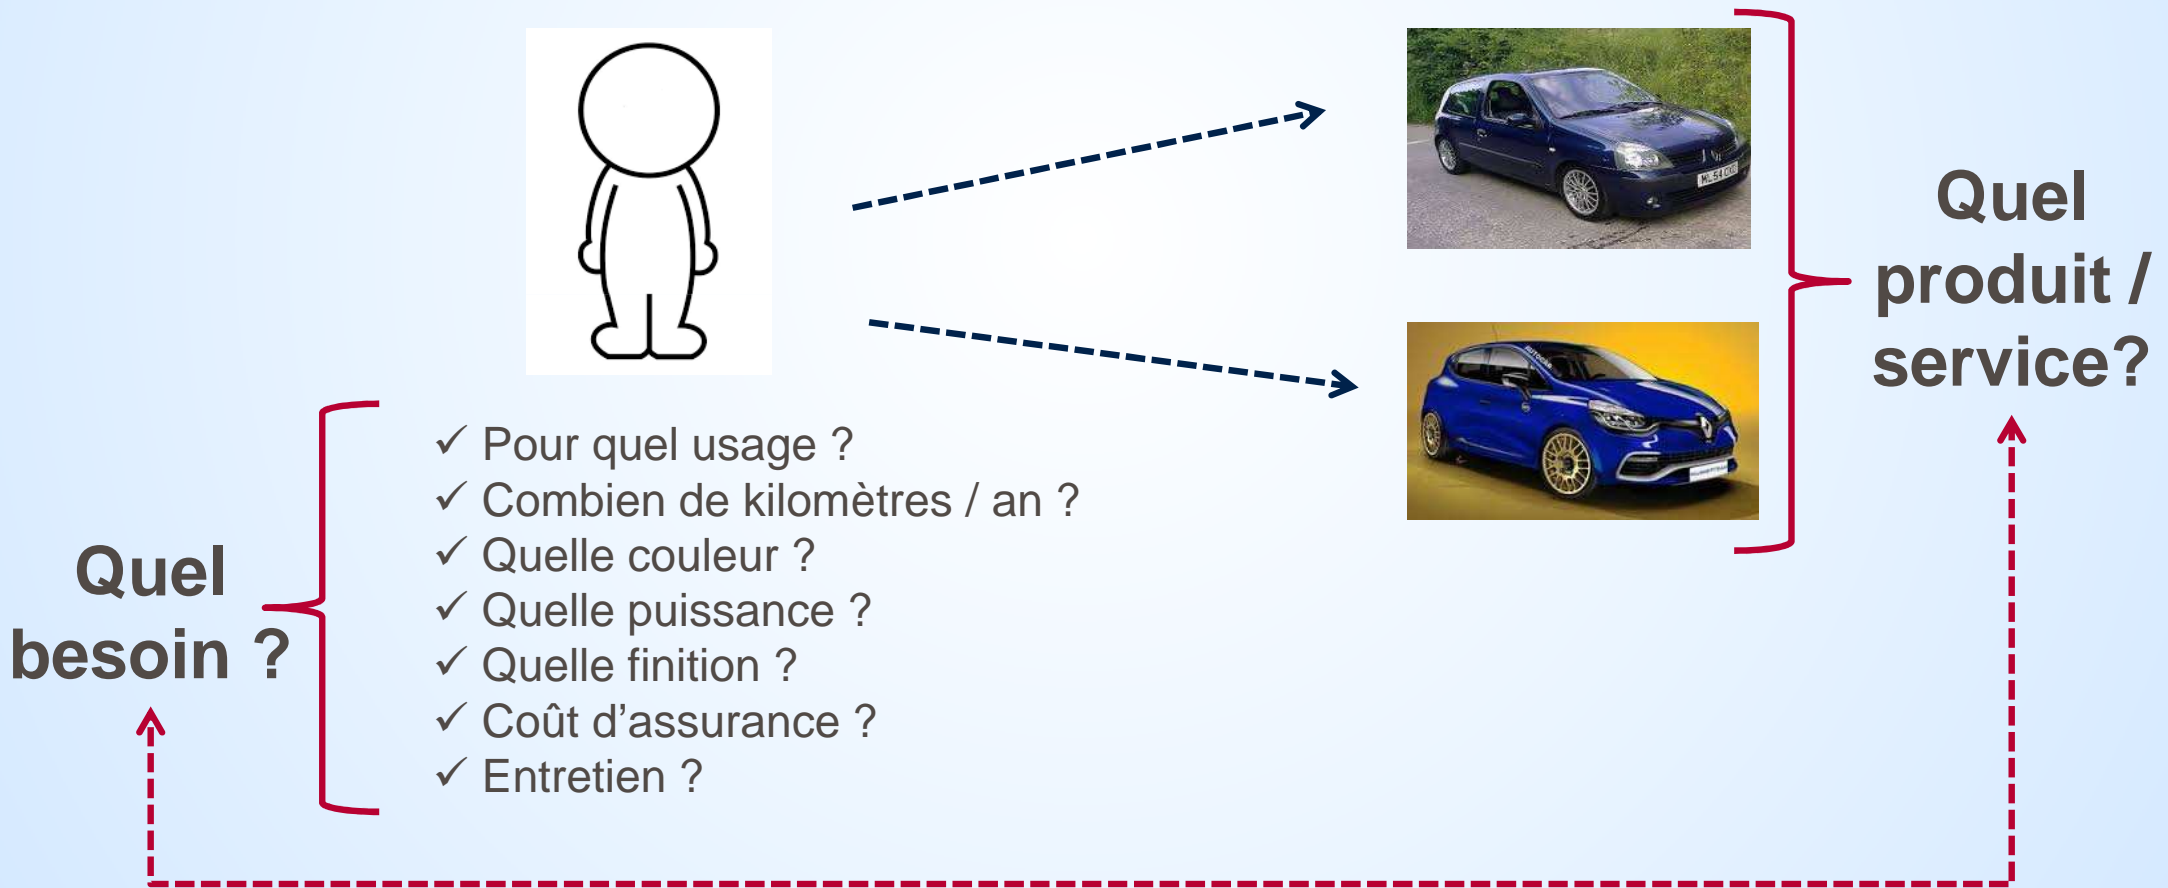 Quel
produit /
service?
✓ Pour quel usage ?
✓ Combien de kilomètres / an ?
✓ Quelle couleur ?
✓ Quelle puissance ?
✓ Quelle finition ?
✓ Coût d’assurance ?
✓ Entretien ?
Quel
besoin ?